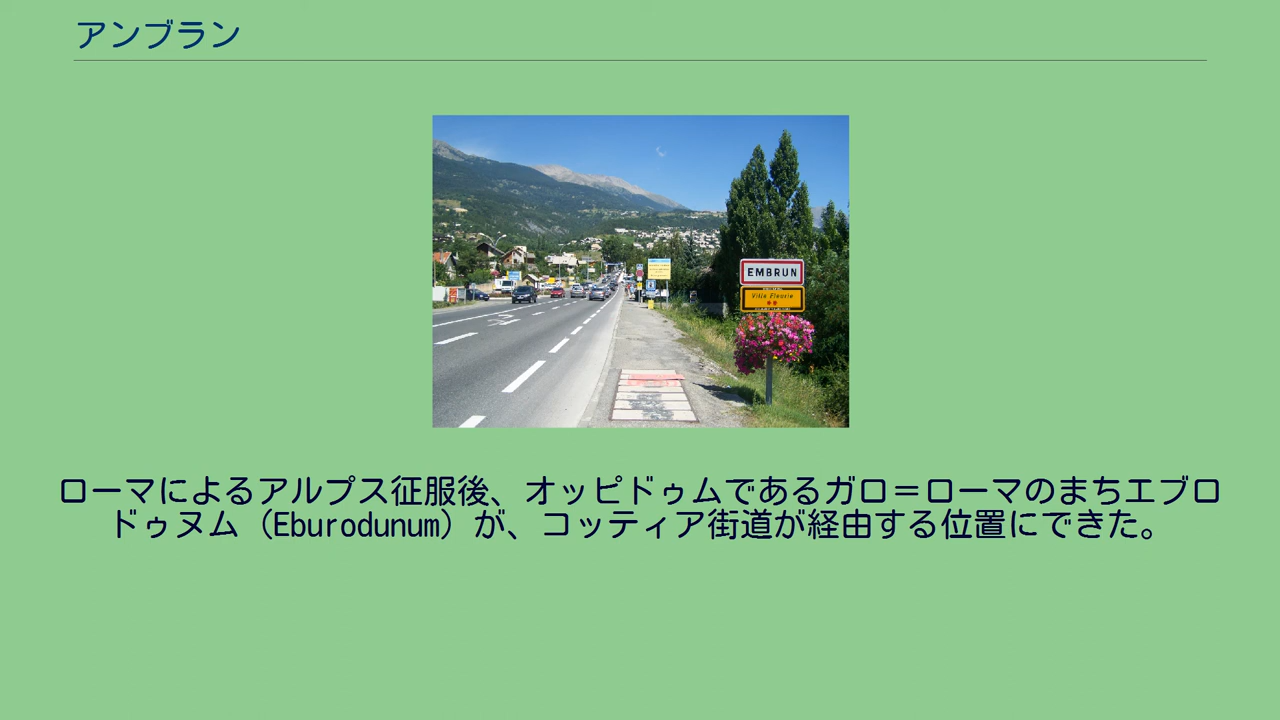 アンブラン
EMBRUN
Ville Fleurie
ローマによるアルプス征服後、オッピドゥムであるガロ＝ローマのまちエブロ
ドゥヌム（Eburodunum）が、コッティア街道が経由する位置にできた。